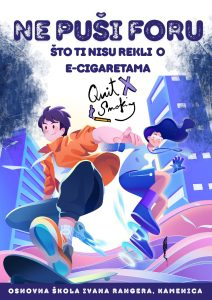 NE PUŠI FORU
ŠTO TI NISU REKLI O
E-CIGARETAMA
Quit
Smoky
OSNOVNA ŠKOLA IVANA RANGERA, KAMENICA